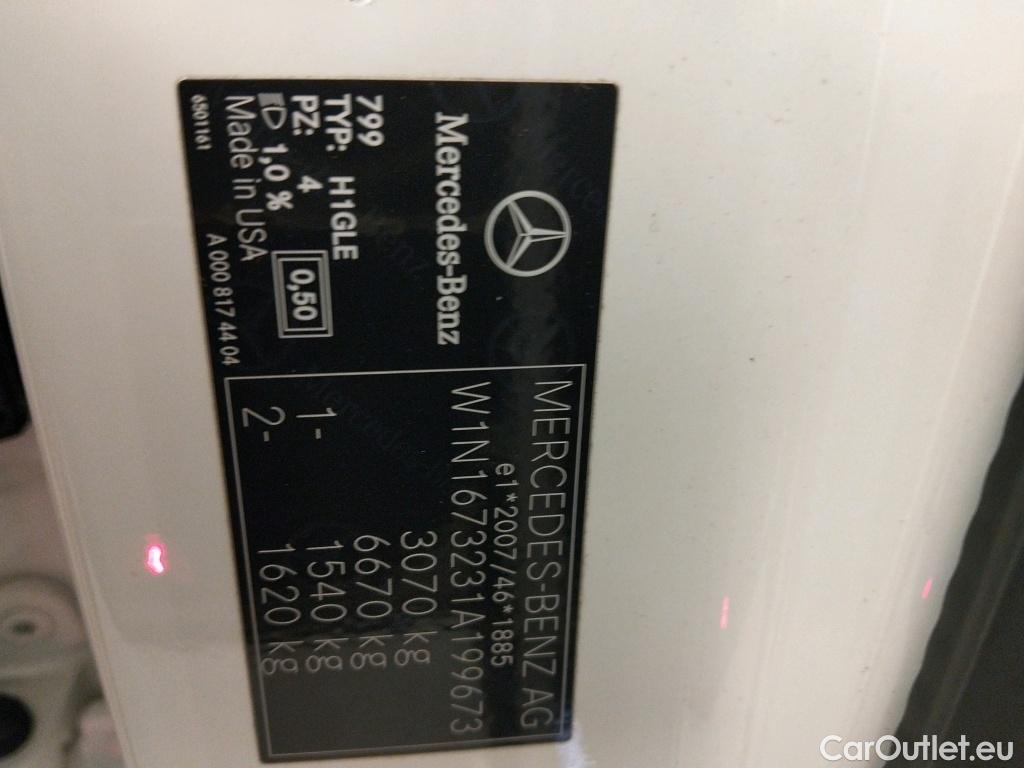 Mercedes-Benz
799
TYP: H1GLE
PZ: 4
1,0 %
0,50
Made in USA
6501161
A 000 817 44 04
MERCEDES-BENZ AG
e1*2007/46*1885
W1N1673231A199673
3070 kg
6670 kg
1- 1540 kg
2- 1620 kg
CarOutlet.eu